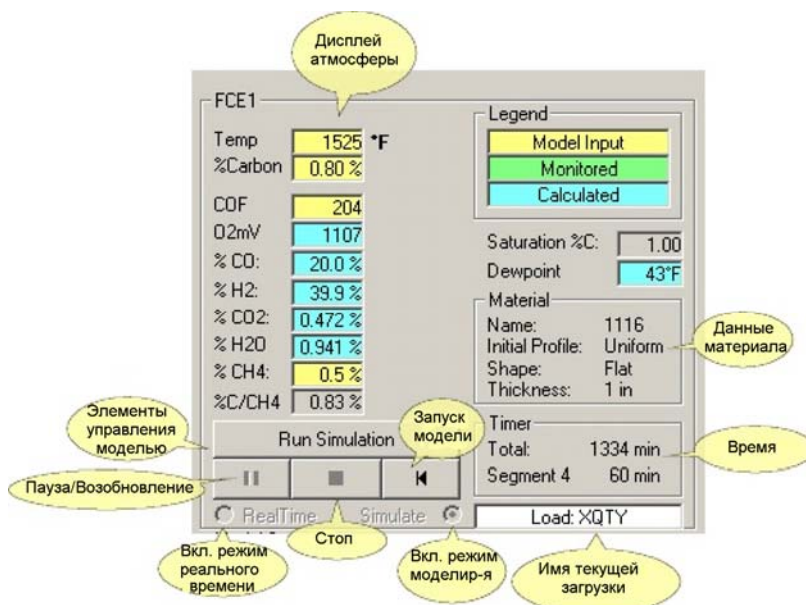 Дисплей
атмосферы
FCE1
Temp 1525 °F
%Carbon 0.80 %
COF 204
O2mV 1107
% CO: 20.0 %
% H2: 39.9 %
% CO2: 0.472 %
% H2O 0.941 %
% CH4: 0.5 %
%C/CH4 0.83 %
Legend
Model Input
Monitored
Calculated
Saturation %C: 1.00
Dewpoint 43°F
Material
Name: 1116
Initial Profile: Uniform
Shape: Flat
Thickness: 1 in
Данные
материала
Элементы
управления
моделью
Запуск
модели
Run Simulation
Timer
Total: 1334 min
Segment 4 60 min
Время
Пауза/Возобновление
RealTime Simulate
Load: XQTY
Вкл. режим
реального
времени
Стоп
Вкл. режим
моделир-я
Имя текущей
загрузки